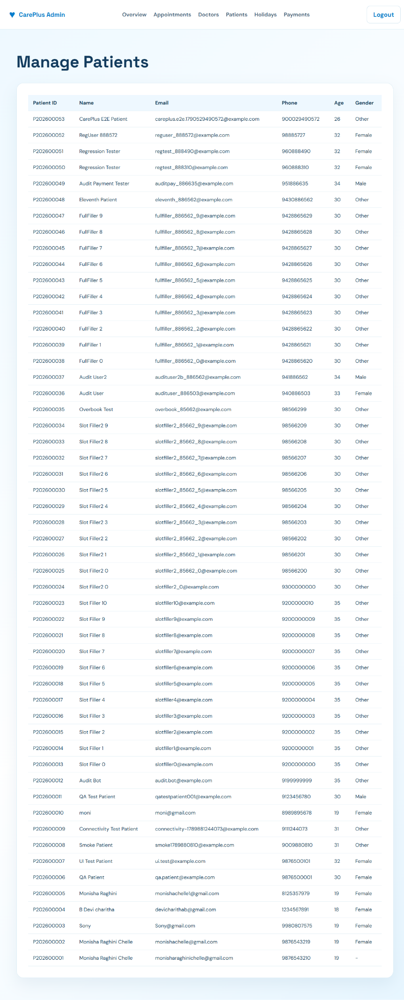 ♥ CarePlus Admin Overview Appointments Doctors Patients Holidays Payments Logout
Manage Patients
Patient ID Name Email Phone Age Gender
P202600053 CarePlus E2E Patient careplus.e2e.1790529490572@example.com 900029490572 26 Other
P202600052 RegUser 888572 reguser_888572@example.com 98885727 32 Female
P202600051 Regression Tester regtest_888490@example.com 960888490 32 Female
P202600050 Regression Tester regtest_888310@example.com 960888310 32 Female
P202600049 Audit Payment Tester auditpay_886635@example.com 951886635 34 Male
P202600048 Eleventh Patient eleventh_886562@example.com 9430886562 30 Other
P202600047 FullFiller 9 fullfiller_886562_9@example.com 9428865629 30 Other
P202600046 FullFiller 8 fullfiller_886562_8@example.com 9428865628 30 Other
P202600045 FullFiller 7 fullfiller_886562_7@example.com 9428865627 30 Other
P202600044 FullFiller 6 fullfiller_886562_6@example.com 9428865626 30 Other
P202600043 FullFiller 5 fullfiller_886562_5@example.com 9428865625 30 Other
P202600042 FullFiller 4 fullfiller_886562_4@example.com 9428865624 30 Other
P202600041 FullFiller 3 fullfiller_886562_3@example.com 9428865623 30 Other
P202600040 FullFiller 2 fullfiller_886562_2@example.com 9428865622 30 Other
P202600039 FullFiller 1 fullfiller_886562_1@example.com 9428865621 30 Other
P202600038 FullFiller 0 fullfiller_886562_0@example.com 9428865620 30 Other
P202600037 Audit User2 audituser2b_886562@example.com 941886562 34 Male
P202600036 Audit User audituser_886503@example.com 940886503 33 Female
P202600035 Overbook Test overbook_85662@example.com 98566299 30 Other
P202600034 Slot Filler2 9 slotfiller2_85662_9@example.com 98566209 30 Other
P202600033 Slot Filler2 8 slotfiller2_85662_8@example.com 98566208 30 Other
P202600032 Slot Filler2 7 slotfiller2_85662_7@example.com 98566207 30 Other
P202600031 Slot Filler2 6 slotfiller2_85662_6@example.com 98566206 30 Other
P202600030 Slot Filler2 5 slotfiller2_85662_5@example.com 98566205 30 Other
P202600029 Slot Filler2 4 slotfiller2_85662_4@example.com 98566204 30 Other
P202600028 Slot Filler2 3 slotfiller2_85662_3@example.com 98566203 30 Other
P202600027 Slot Filler2 2 slotfiller2_85662_2@example.com 98566202 30 Other
P202600026 Slot Filler2 1 slotfiller2_85662_1@example.com 98566201 30 Other
P202600025 Slot Filler2 0 slotfiller2_85662_0@example.com 98566200 30 Other
P202600024 Slot Filler2 0 slotfiller2_0@example.com 9300000000 30 Other
P202600023 Slot Filler 10 slotfiller10@example.com 9200000010 35 Other
P202600022 Slot Filler 9 slotfiller9@example.com 9200000009 35 Other
P202600021 Slot Filler 8 slotfiller8@example.com 9200000008 35 Other
P202600020 Slot Filler 7 slotfiller7@example.com 9200000007 35 Other
P202600019 Slot Filler 6 slotfiller6@example.com 9200000006 35 Other
P202600018 Slot Filler 5 slotfiller5@example.com 9200000005 35 Other
P202600017 Slot Filler 4 slotfiller4@example.com 9200000004 35 Other
P202600016 Slot Filler 3 slotfiller3@example.com 9200000003 35 Other
P202600015 Slot Filler 2 slotfiller2@example.com 9200000002 35 Other
P202600014 Slot Filler 1 slotfiller1@example.com 9200000001 35 Other
P202600013 Slot Filler 0 slotfiller0@example.com 9200000000 35 Other
P202600012 Audit Bot audit.bot@example.com 9199999999 35 Other
P202600011 QA Test Patient qatestpatient001@example.com 9123456780 30 Male
P202600010 moni moni@gmail.com 8989895678 19 Female
P202600009 Connectivity Test Patient connectivity-1789881244073@example.com 9111244073 31 Other
P202600008 Smoke Patient smoke1789880810@example.com 9009880810 31 Other
P202600007 UI Test Patient ui.test@example.com 9876500101 32 Female
P202600006 QA Patient qa.patient@example.com 9876500001 30 Female
P202600005 Monisha Raghini monishachelle1@gmail.com 8125357979 19 Female
P202600004 B Devi charitha devicharithab@gmail.com 1234567891 18 Female
P202600003 Sony Sony@gmail.com 9980807575 19 Female
P202600002 Monisha Raghini Chelle monishachelle@gmail.com 9876543219 19 Female
P202600001 Monisha Raghini Chelle monisharaghinichelle@gmail.com 9876543210 19 -